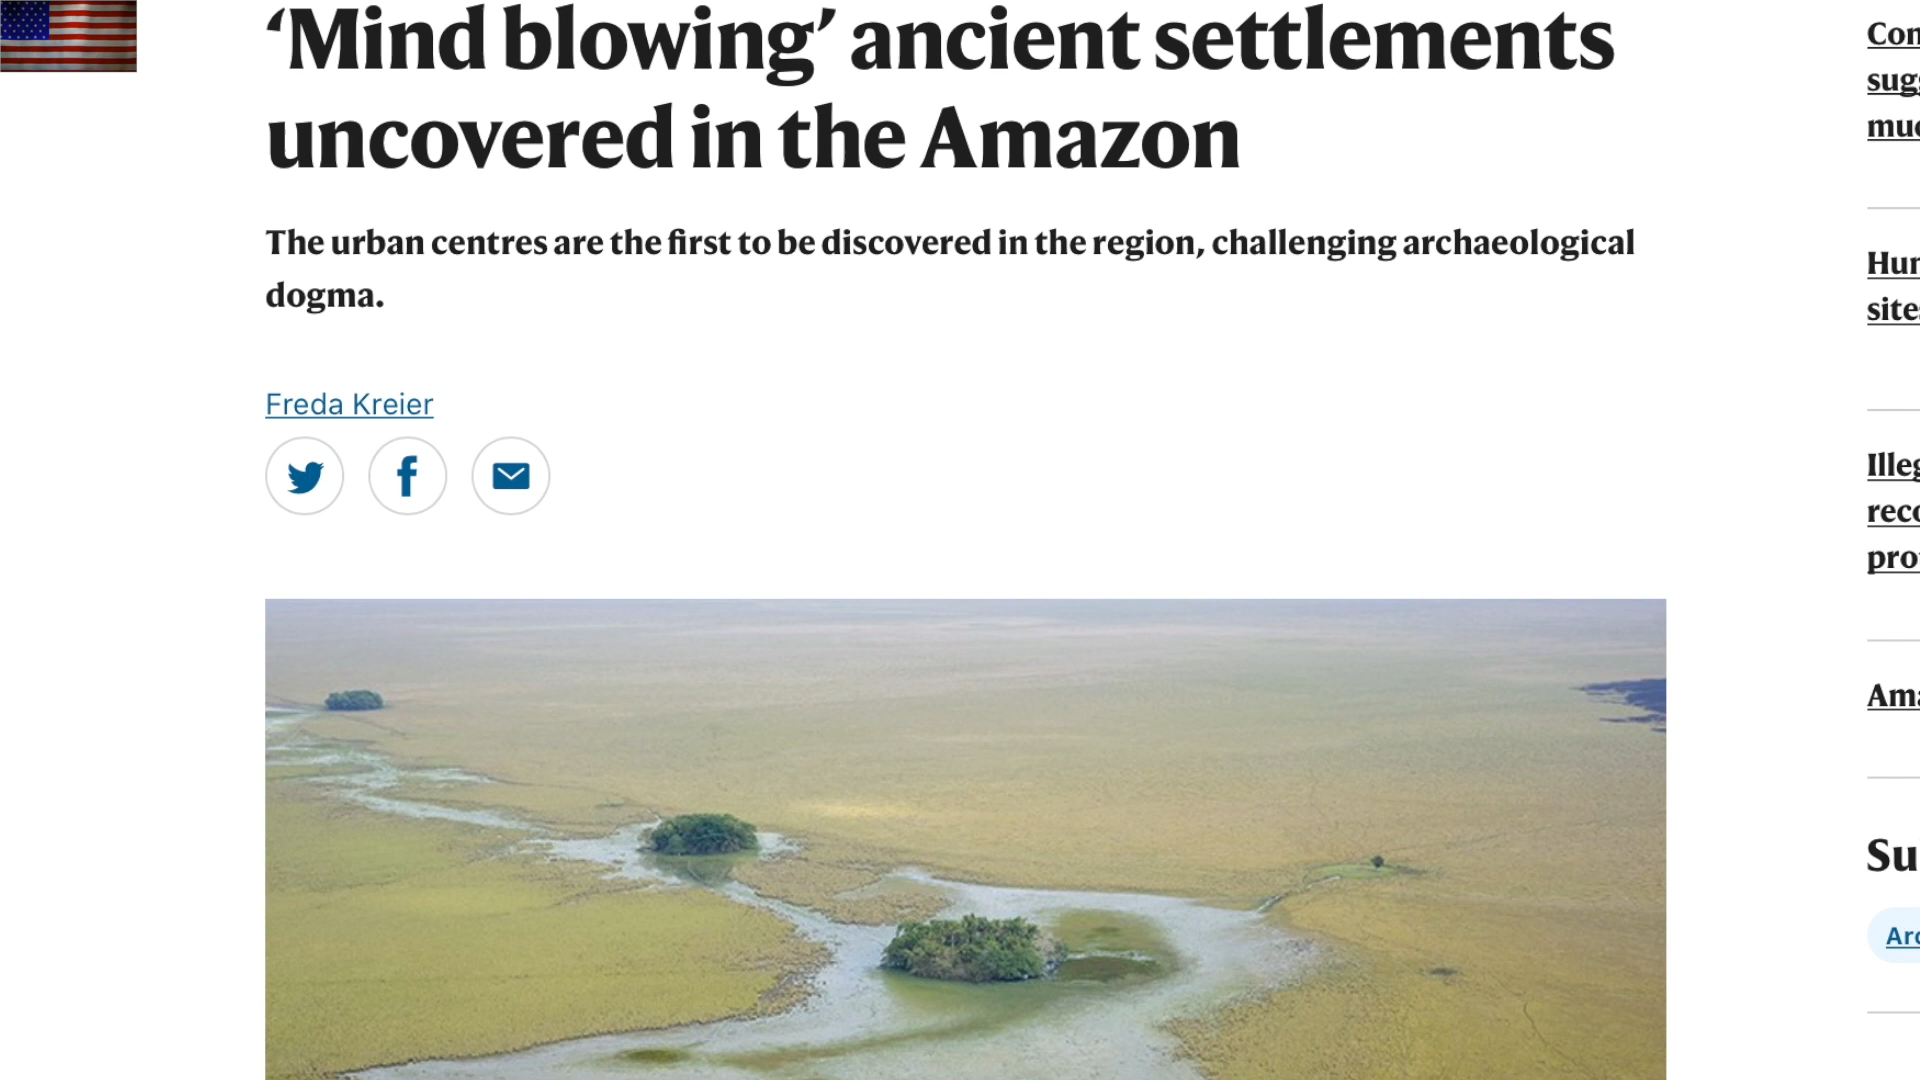 ‘Mind blowing’ ancient settlements
uncovered in the Amazon
The urban centres are the first to be discovered in the region, challenging archaeological
dogma.
Freda Kreier